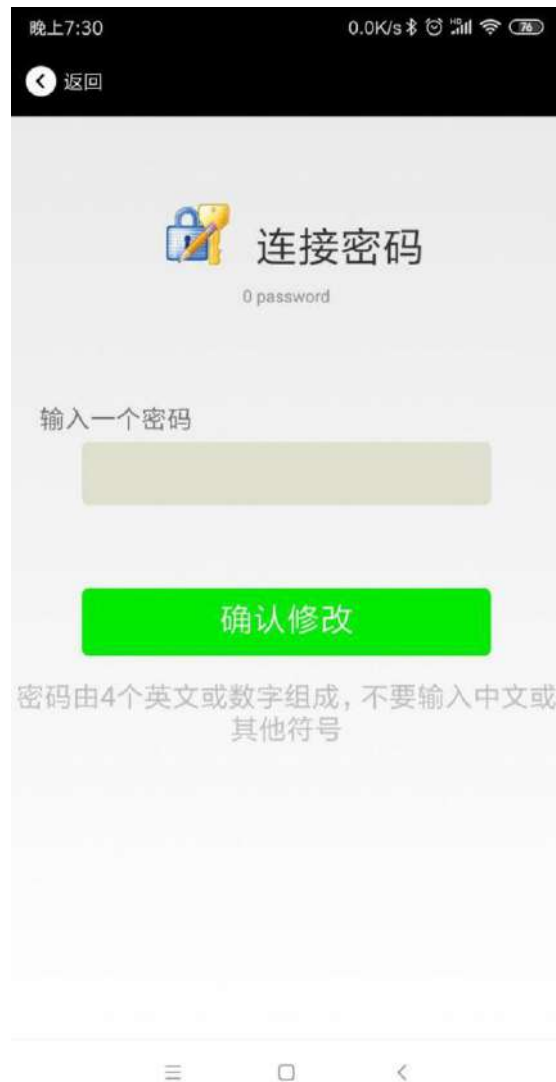 晚上7:30
0.0K/s HD 76
返回
连接密码
0 password
输入一个密码
确认修改
密码由4个英文或数字组成，不要输入中文或
其他符号